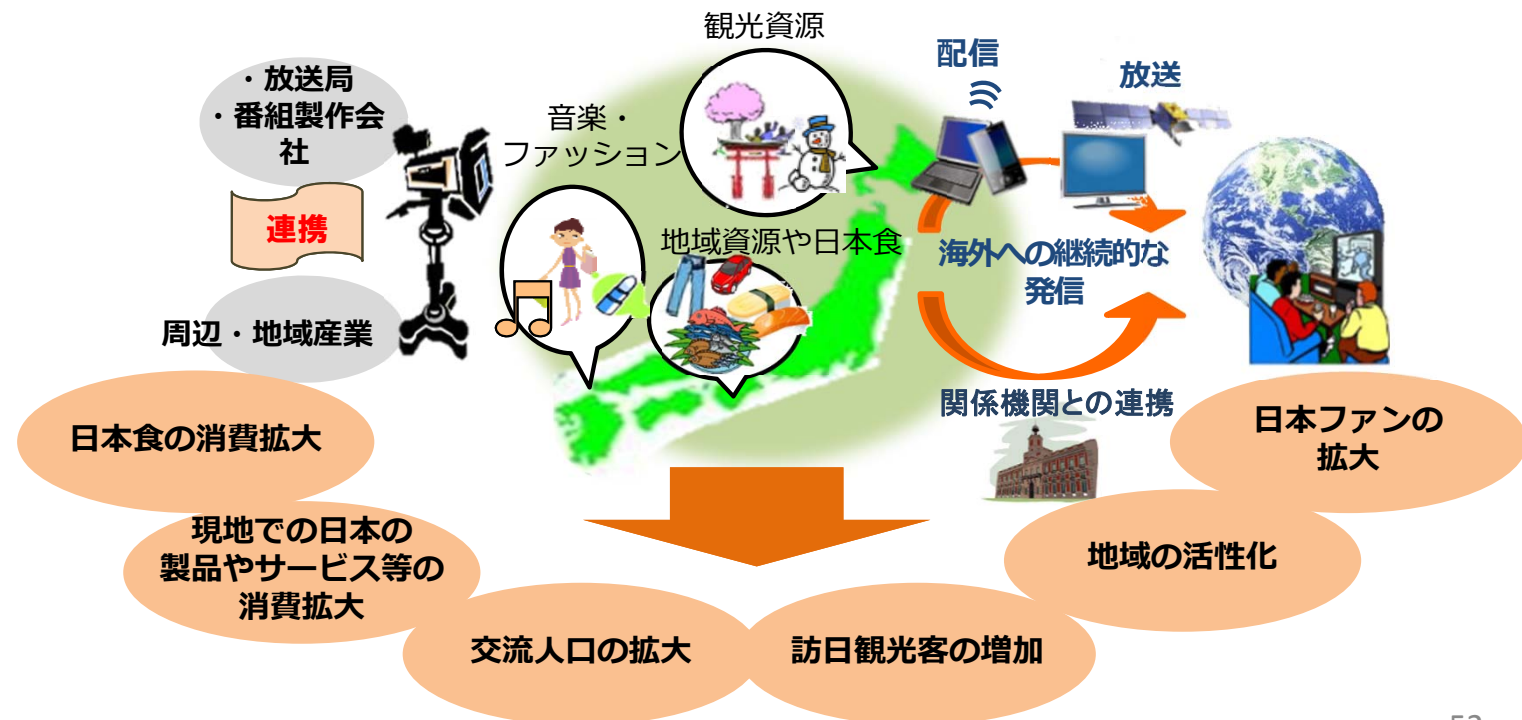 観光資源
・放送局
・番組製作会
社
連携
周辺・地域産業
音楽・
ファッション
地域資源や日本食
配信
放送
海外への継続的な
発信
関係機関との連携
日本食の消費拡大
現地での日本の
製品やサービス等の
消費拡大
交流人口の拡大
訪日観光客の増加
地域の活性化
日本ファンの
拡大